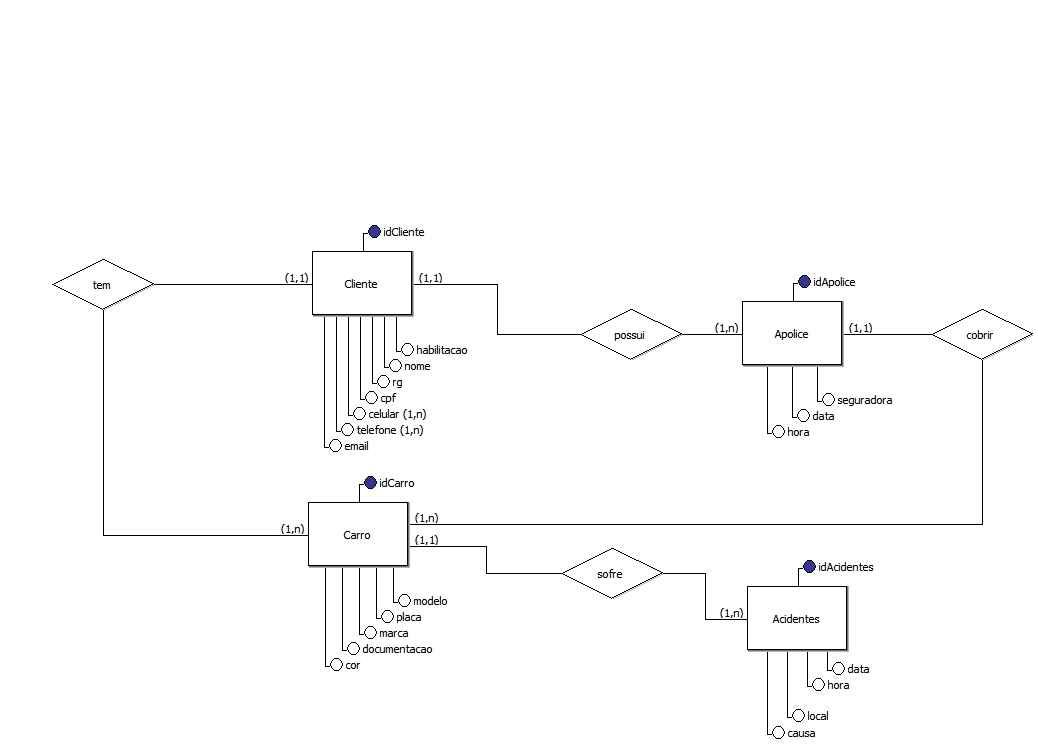 idCliente
tem
(1,1)
Cliente
(1,1)
idApolice
possui
(1,n)
Apolice
(1,1)
cobrir
habilitacao
nome
rg
cpf
celular (1,n)
telefone (1,n)
email
seguradora
data
hora
idCarro
(1,n)
Carro
(1,n)
(1,1)
sofre
idAcidentes
(1,n)
Acidentes
modelo
placa
marca
documentacao
cor
data
hora
local
causa